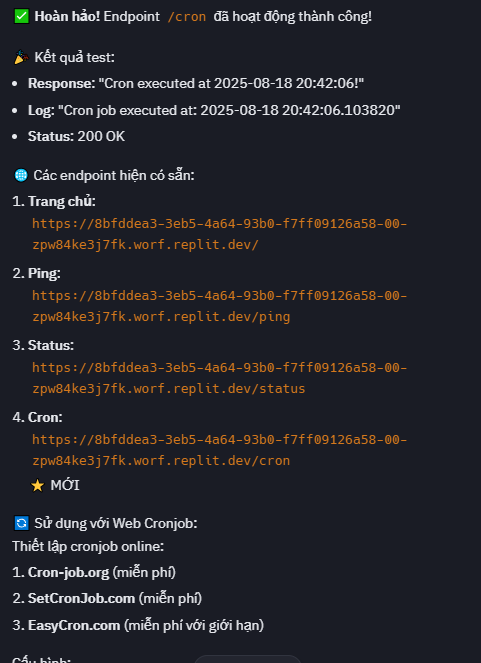 ✅ Hoàn hảo! Endpoint /cron đã hoạt động thành công!
🎉 Kết quả test:
• Response: "Cron executed at 2025-08-18 20:42:06!"
• Log: "Cron job executed at: 2025-08-18 20:42:06.103820"
• Status: 200 OK
🌐 Các endpoint hiện có sẵn:
1. Trang chủ:
https://8bfddea3-3eb5-4a64-93b0-f7ff09126a58-00-
zpw84ke3j7fk.worf.replit.dev/
2. Ping:
https://8bfddea3-3eb5-4a64-93b0-f7ff09126a58-00-
zpw84ke3j7fk.worf.replit.dev/ping
3. Status:
https://8bfddea3-3eb5-4a64-93b0-f7ff09126a58-00-
zpw84ke3j7fk.worf.replit.dev/status
4. Cron:
https://8bfddea3-3eb5-4a64-93b0-f7ff09126a58-00-
zpw84ke3j7fk.worf.replit.dev/cron
⭐ MỚI
🔄 Sử dụng với Web Cronjob:
Thiết lập cronjob online:
1. Cron-job.org (miễn phí)
2. SetCronJob.com (miễn phí)
3. EasyCron.com (miễn phí với giới hạn)
Cấu hình: